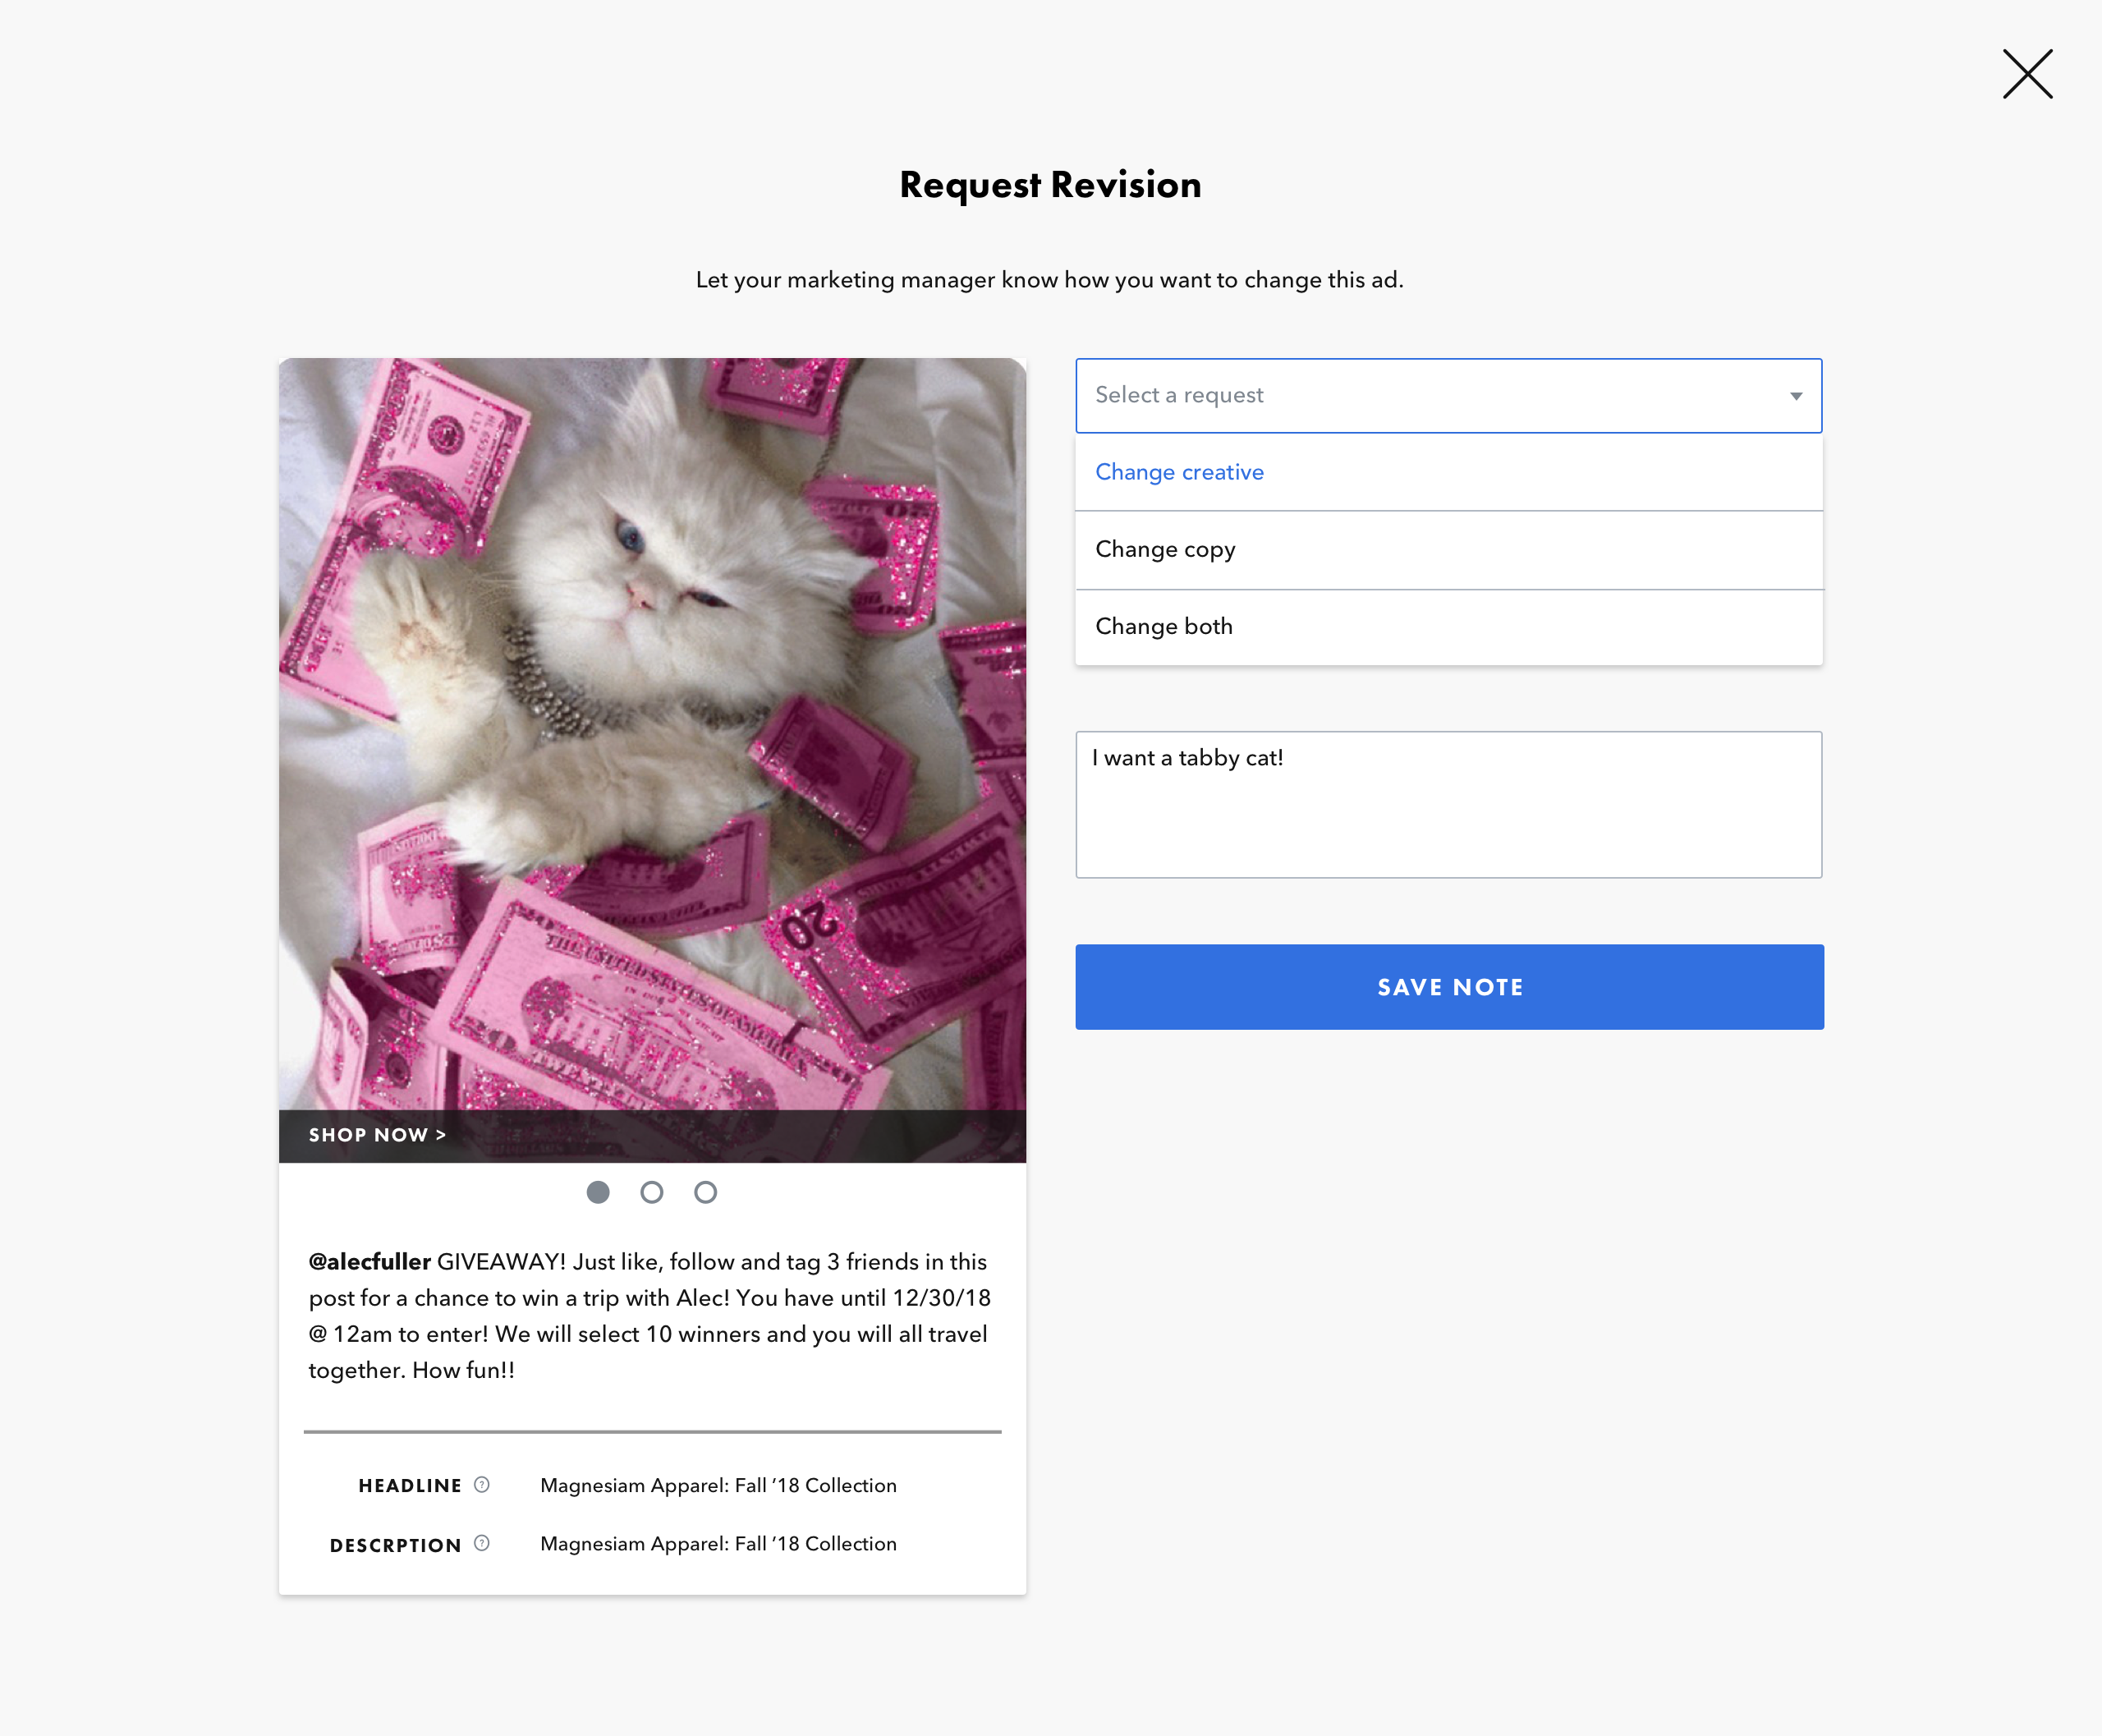 Request Revision
Let your marketing manager know how you want to change this ad.
Select a request
Change creative
Change copy
Change both
I want a tabby cat!
SAVE NOTE
20
SHOP NOW >
@alecfuller GIVEAWAY! Just like, follow and tag 3 friends in this
post for a chance to win a trip with Alec! You have until 12/30/18
@ 12am to enter! We will select 10 winners and you will all travel
together. How fun!!
HEADLINE ? Magnesiam Apparel: Fall ’18 Collection
DESCRPTION ? Magnesiam Apparel: Fall ’18 Collection